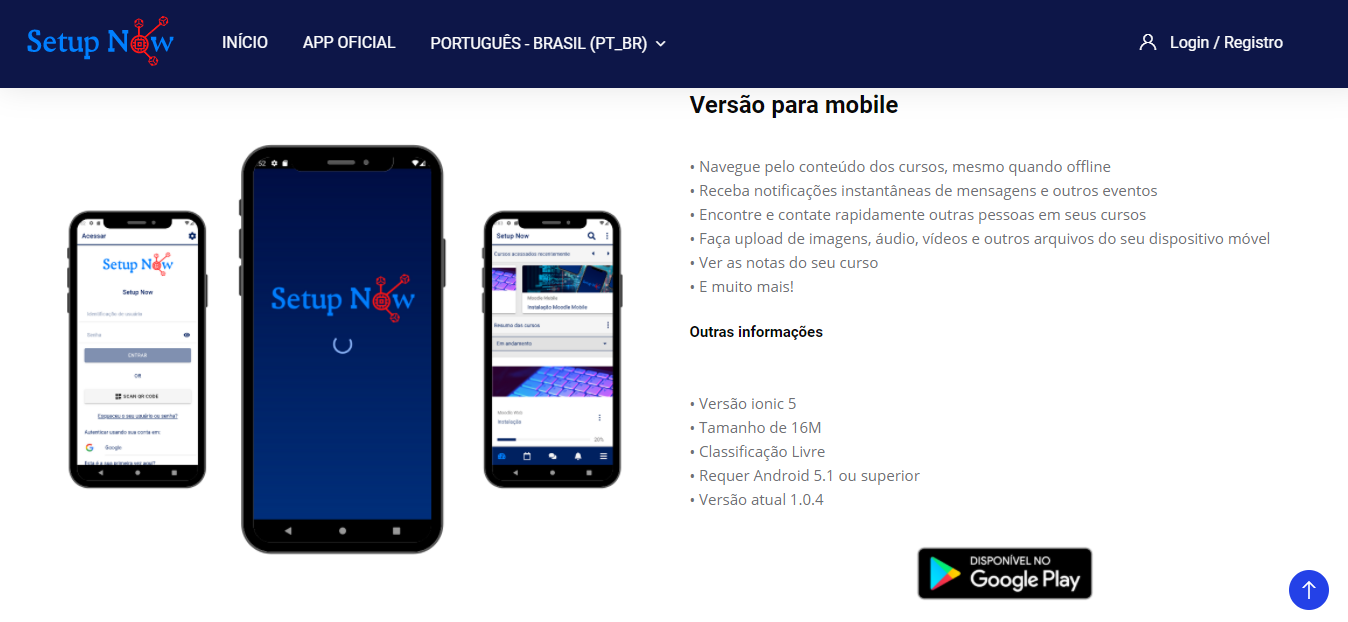 Setup Now
INÍCIO
APP OFICIAL
PORTUGUÊS - BRASIL (PT_BR)
Login / Registro
Versão para mobile
• Navegue pelo conteúdo dos cursos, mesmo quando offline
• Receba notificações instantâneas de mensagens e outros eventos
• Encontre e contate rapidamente outras pessoas em seus cursos
• Faça upload de imagens, áudio, vídeos e outros arquivos do seu dispositivo móvel
• Ver as notas do seu curso
• E muito mais!
Outras informações
• Versão ionic 5
• Tamanho de 16M
• Classificação Livre
• Requer Android 5.1 ou superior
• Versão atual 1.0.4
DISPONÍVEL NO
Google Play
Acessar
Setup Now
Setup Now
Identificação de usuário
Senha
ENTRAR
OR
SCAN QR CODE
Esqueceu o seu usuário ou senha?
Autenticar usando sua conta em:
Google
Esta é a sua primeira vez aqui?
:52
Setup Now
Setup Now
Cursos acessados recentemente
Moodle Mobile
Instalação Moodle Mobile
Resumo dos cursos
Em andamento
Moodle Web
Instalação
20%